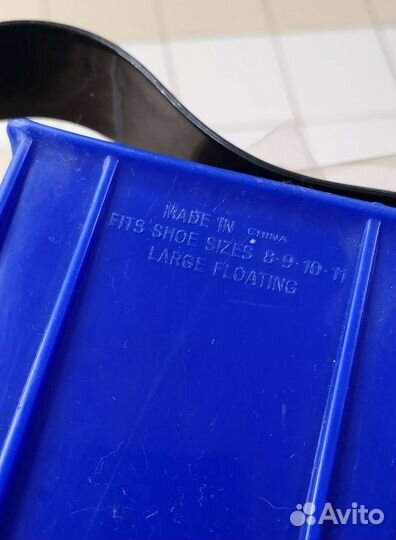 MADE IN CHINA
FITS SHOE SIZES 8-9-10-11
LARGE FLOATING
Avito